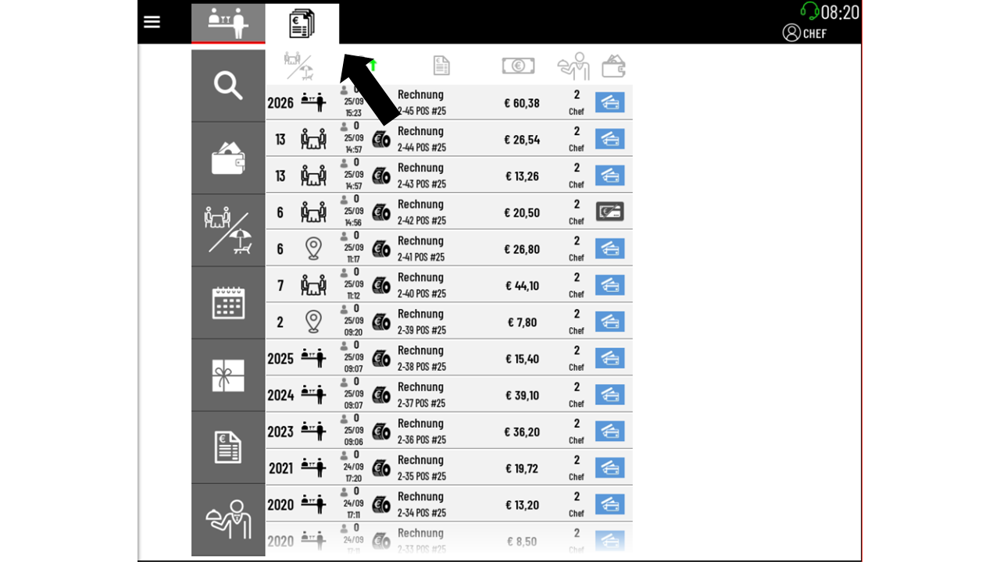 08:20
CHEF
2026 0 25/09 15:23 Rechnung 2-45 POS #25 € 60,38 2 Chef
13 0 25/09 14:57 Rechnung 2-44 POS #25 € 26,54 2 Chef
13 0 25/09 14:57 Rechnung 2-43 POS #25 € 13,26 2 Chef
6 0 25/09 14:56 Rechnung 2-42 POS #25 € 20,50 2 Chef
6 0 25/09 11:17 Rechnung 2-41 POS #25 € 26,80 2 Chef
7 0 25/09 11:12 Rechnung 2-40 POS #25 € 44,10 2 Chef
2 0 25/09 09:20 Rechnung 2-39 POS #25 € 7,80 2 Chef
2025 0 25/09 09:07 Rechnung 2-38 POS #25 € 15,40 2 Chef
2024 0 25/09 09:07 Rechnung 2-37 POS #25 € 39,10 2 Chef
2023 0 25/09 09:06 Rechnung 2-36 POS #25 € 36,20 2 Chef
2021 0 24/09 17:20 Rechnung 2-35 POS #25 € 19,72 2 Chef
2020 0 24/09 17:11 Rechnung 2-34 POS #25 € 13,20 2 Chef
2020 0 24/09 Rechnung 2-33 POS #25 € 8,50 2 Chef